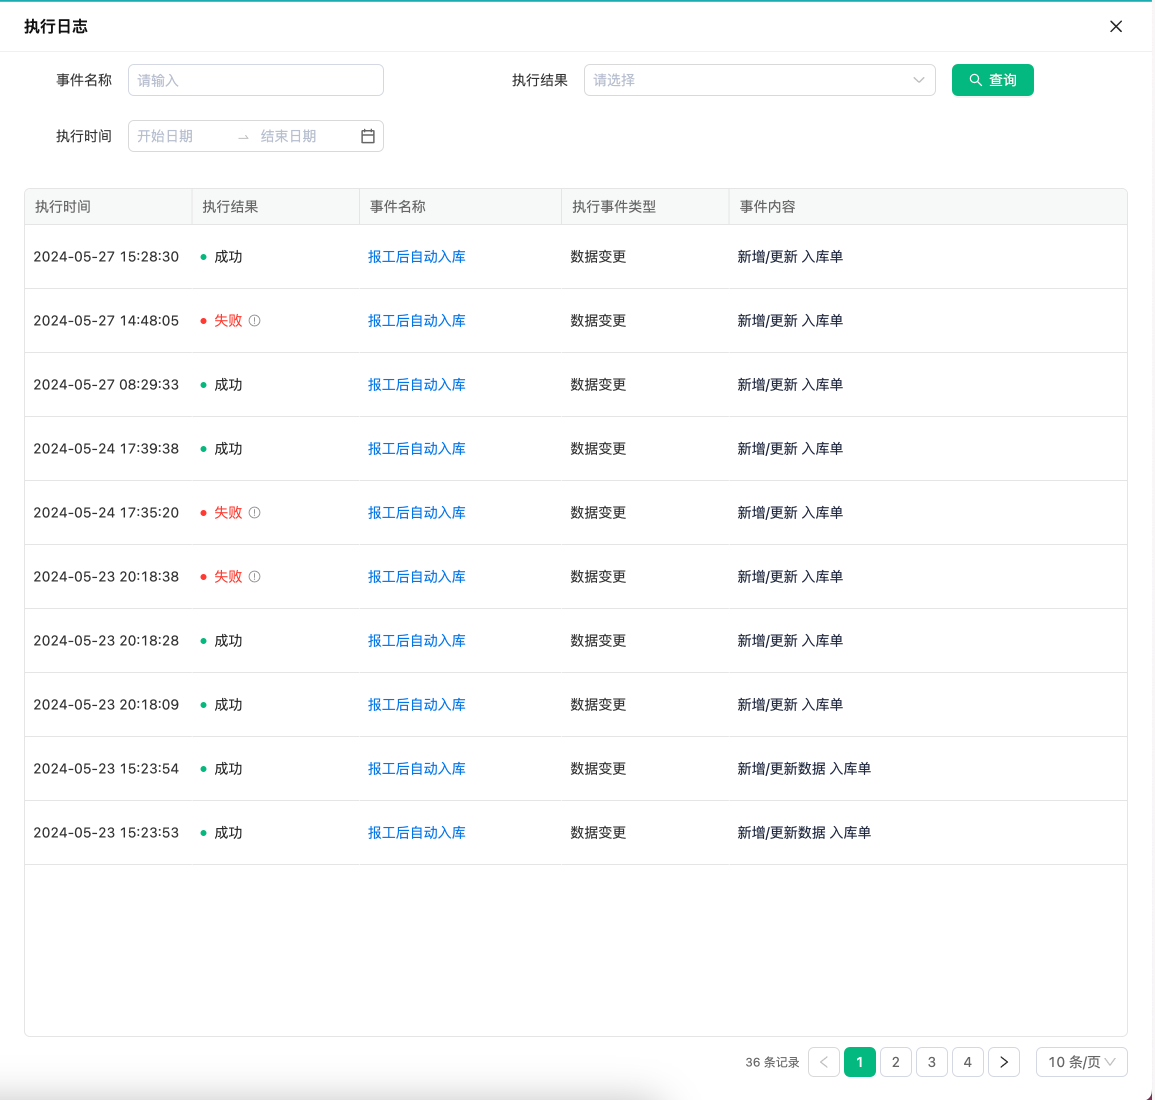 执行日志
事件名称 请输入 执行结果 请选择 查询
执行时间 开始日期 → 结束日期
执行时间 执行结果 事件名称 执行事件类型 事件内容
2024-05-27 15:28:30 成功 报工后自动入库 数据变更 新增/更新 入库单
2024-05-27 14:48:05 失败 报工后自动入库 数据变更 新增/更新 入库单
2024-05-27 08:29:33 成功 报工后自动入库 数据变更 新增/更新 入库单
2024-05-24 17:39:38 成功 报工后自动入库 数据变更 新增/更新 入库单
2024-05-24 17:35:20 失败 报工后自动入库 数据变更 新增/更新 入库单
2024-05-23 20:18:38 失败 报工后自动入库 数据变更 新增/更新 入库单
2024-05-23 20:18:28 成功 报工后自动入库 数据变更 新增/更新 入库单
2024-05-23 20:18:09 成功 报工后自动入库 数据变更 新增/更新 入库单
2024-05-23 15:23:54 成功 报工后自动入库 数据变更 新增/更新数据 入库单
2024-05-23 15:23:53 成功 报工后自动入库 数据变更 新增/更新数据 入库单
36 条记录 < 1 2 3 4 > 10 条/页